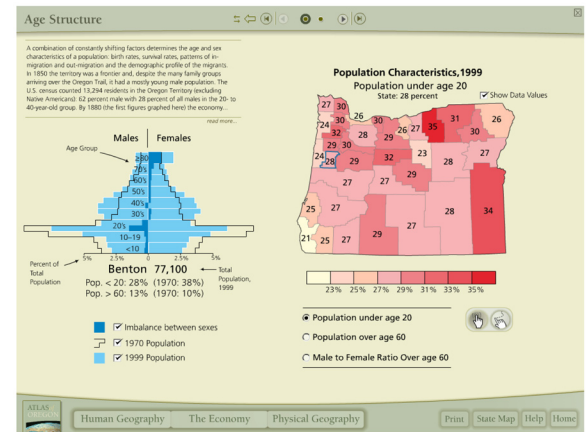 Age Structure
A combination of constantly shifting factors determines the age and sex
characteristics of a population: birth rates, survival rates, patterns of in-
migration and out-migration and the demographic profile of the migrants.
In 1850 the territory was a frontier and, despite the many family groups
arriving over the Oregon Trail, it had a mostly young male population. The
U.S. census counted 13,294 residents in the Oregon Territory (excluding
Native Americans): 62 percent male with 28 percent of all males in the 20- to
40-year-old group. By 1880 (the first figures graphed here) the economy...
read more...
Males Females
Age Group
≥80
70's
60's
50's
40's
30's
20's
10–19
<10
5% 2.5% 0 2.5% 5%
Percent of
Total
Population
Benton 77,100
Total
Population,
1999
Pop. < 20: 28% (1970: 38%)
Pop. > 60: 13% (1970: 10%)
Imbalance between sexes
1970 Population
1999 Population
Population Characteristics,1999
Population under age 20
State: 28 percent
Show Data Values
27 30 26 31 26
24 30 30 28 29 26 27 35 30
32
29 30
24 28 29 32 23 28 27
29
27 27
25 28 34
21 25 27 29 27
23% 25% 27% 29% 31% 33% 35%
Population under age 20
Population over age 60
Male to Female Ratio Over age 60
ATLAS
OREGON
Human Geography The Economy Physical Geography
Print State Map Help Home